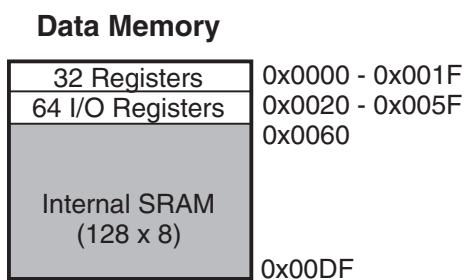 Data Memory
32 Registers 0x0000 - 0x001F
64 I/O Registers 0x0020 - 0x005F
0x0060
Internal SRAM
(128 x 8)
0x00DF